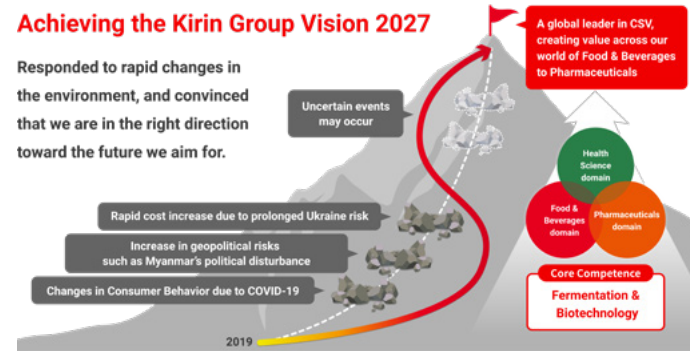 Achieving the Kirin Group Vision 2027
Responded to rapid changes in
the environment, and convinced
that we are in the right direction
toward the future we aim for.
A global leader in CSV,
creating value across our
world of Food & Beverages
to Pharmaceuticals
Uncertain events
may occur
Health
Science
domain
Food &
Beverages
domain
Pharmaceuticals
domain
Rapid cost increase due to prolonged Ukraine risk
Increase in geopolitical risks
such as Myanmar's political disturbance
Changes in Consumer Behavior due to COVID-19
Core Competence
Fermentation &
Biotechnology
2019